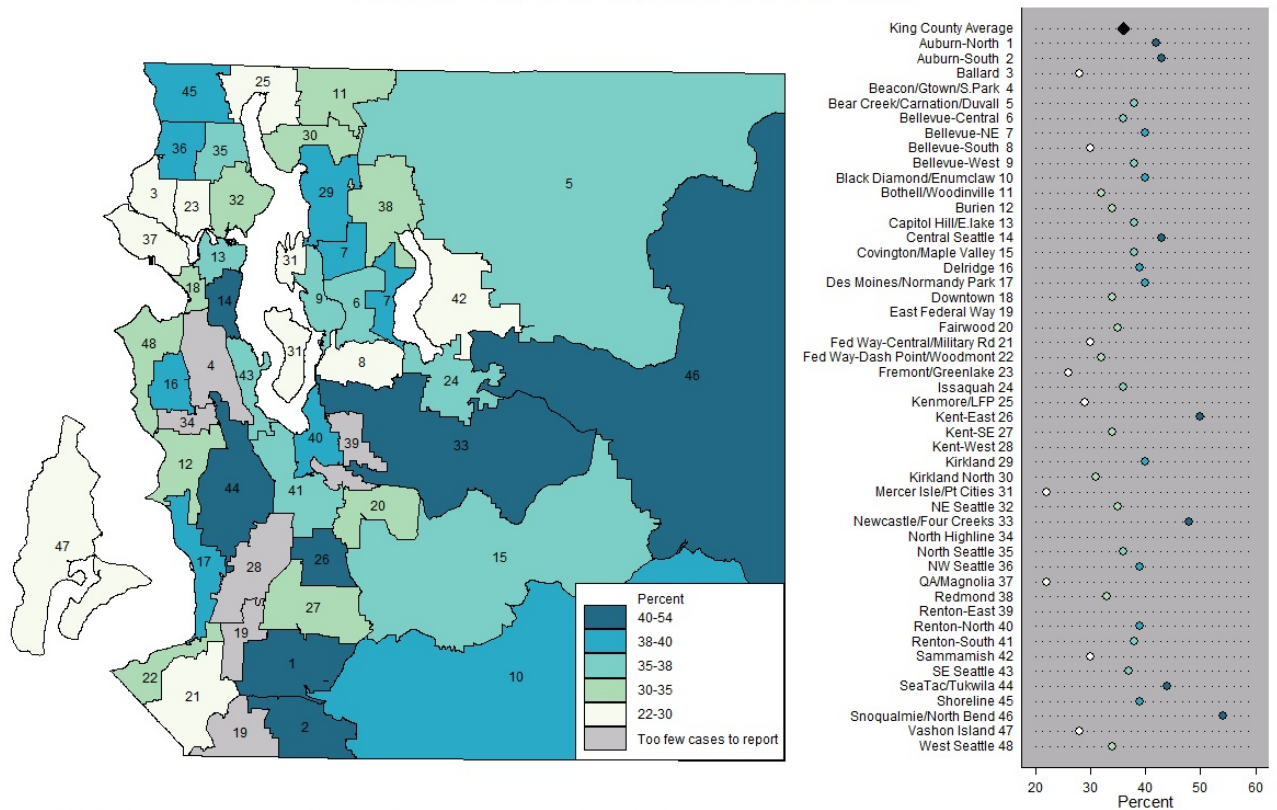 45
25
11
36
35
30
5
3
23
32
29
38
37
31
7
13
18
14
9
6
7
42
48
4
43
31
8
16
24
46
34
40
39
33
12
44
41
20
47
17
28
26
15
27
19
1
22
21
10
19
2
Percent
40-54
38-40
35-38
30-35
22-30
Too few cases to report
King County Average
Auburn-North 1
Auburn-South 2
Ballard 3
Beacon/Gtown/S.Park 4
Bear Creek/Carnation/Duvall 5
Bellevue-Central 6
Bellevue-NE 7
Bellevue-South 8
Bellevue-West 9
Black Diamond/Enumclaw 10
Bothell/Woodinville 11
Burien 12
Capitol Hill/E.lake 13
Central Seattle 14
Covington/Maple Valley 15
Delridge 16
Des Moines/Normandy Park 17
Downtown 18
East Federal Way 19
Fairwood 20
Fed Way-Central/Military Rd 21
Fed Way-Dash Point/Woodmont 22
Fremont/Greenlake 23
Issaquah 24
Kenmore/LFP 25
Kent-East 26
Kent-SE 27
Kent-West 28
Kirkland 29
Kirkland North 30
Mercer Isle/Pt Cities 31
NE Seattle 32
Newcastle/Four Creeks 33
North Highline 34
North Seattle 35
NW Seattle 36
QA/Magnolia 37
Redmond 38
Renton-East 39
Renton-North 40
Renton-South 41
Sammamish 42
SE Seattle 43
SeaTac/Tukwila 44
Shoreline 45
Snoqualmie/North Bend 46
Vashon Island 47
West Seattle 48
20 30 40 50 60
Percent